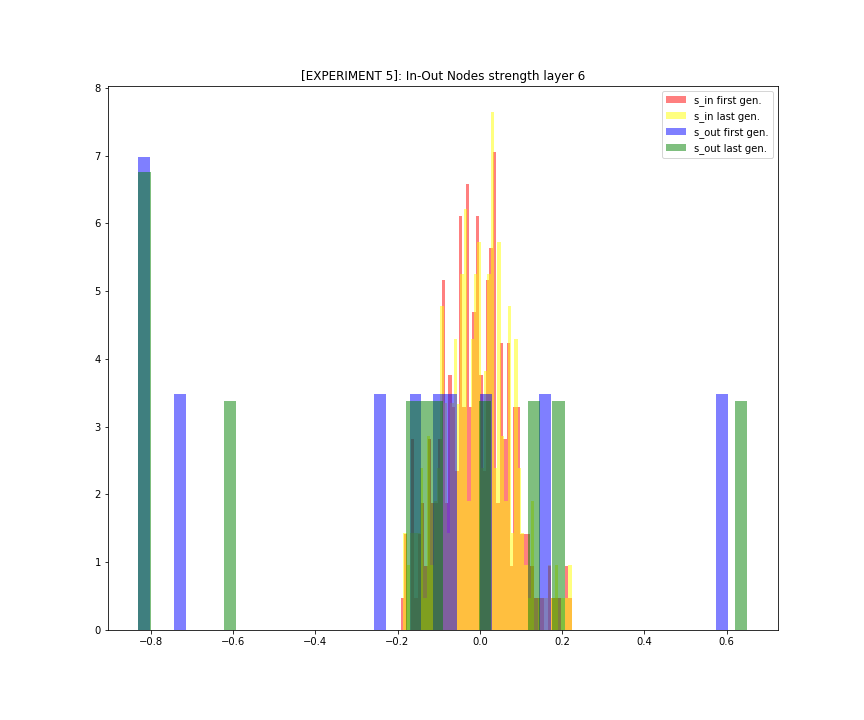 [EXPERIMENT 5]: In-Out Nodes strength layer 6
s_in first gen.
s_in last gen.
s_out first gen.
s_out last gen.
8
7
6
5
4
3
2
1
0
−0.8 −0.6 −0.4 −0.2 0.0 0.2 0.4 0.6